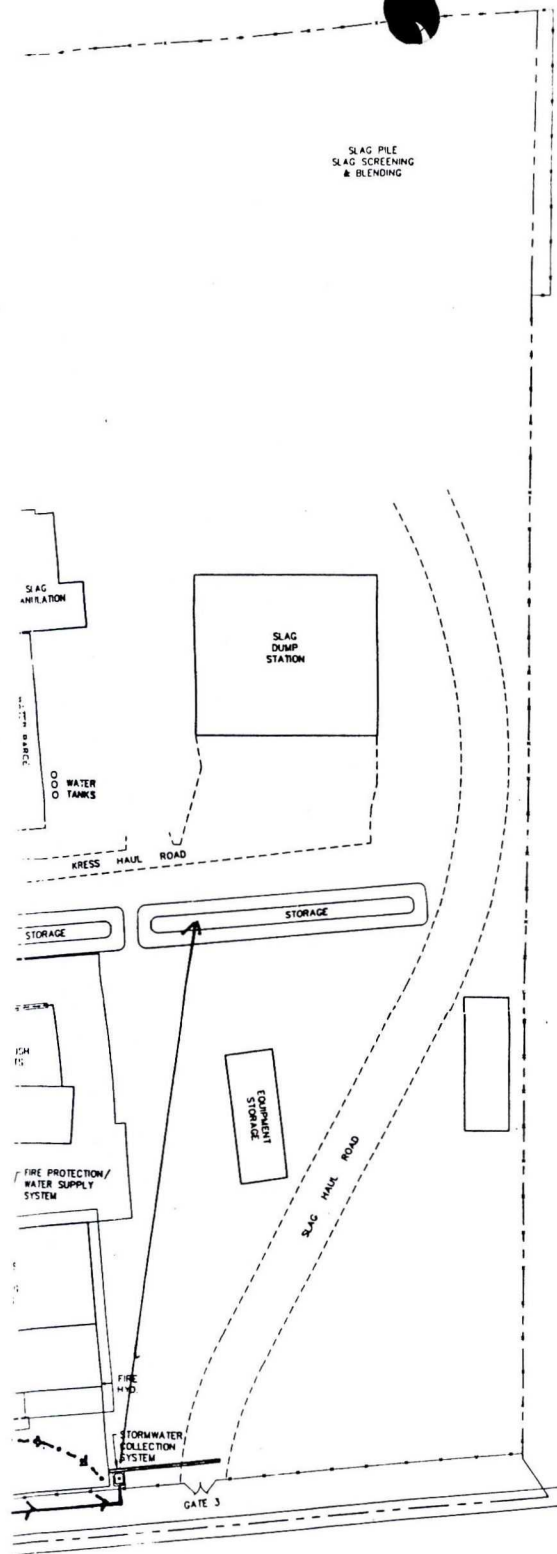 SLAG PILE
SLAG SCREENING
& BLENDING
SLAG
ANULATION
SLAG
DUMP
STATION
WATER
TANKS
KRESS HAUL ROAD
STORAGE
STORAGE
EQUIPMENT
STORAGE
SLAG HAUL ROAD
FIRE PROTECTION/
WATER SUPPLY
SYSTEM
FIRE
HYD.
STORMWATER
COLLECTION
SYSTEM
GATE 3